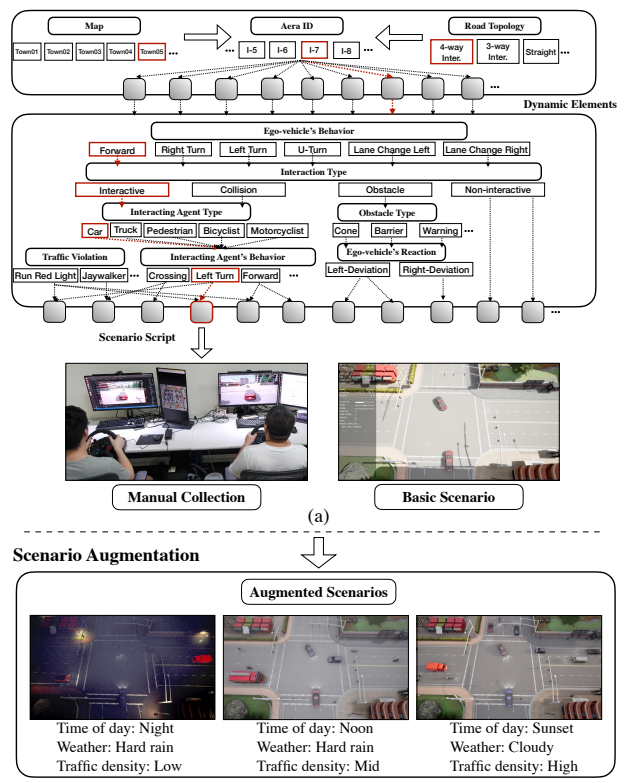 Map
Aera ID
Road Topology
Town01 Town02 Town03 Town04 Town05 ...
... I-5 I-6 I-7 I-8 ...
4-way Inter. 3-way Inter. Straight ...
...
Dynamic Elements
Ego-vehicle's Behavior
Forward Right Turn Left Turn U-Turn Lane Change Left Lane Change Right
Interaction Type
Interactive Collision Obstacle Non-interactive
Interacting Agent Type Obstacle Type
Car Truck Pedestrian Bicyclist Motorcyclist Cone Barrier Warning ...
Traffic Violation Interacting Agent's Behavior Ego-vehicle's Reaction
Run Red Light Jaywalker ... Crossing Left Turn Forward ... Left-Deviation Right-Deviation
...
Scenario Script
Manual Collection Basic Scenario
(a)
Scenario Augmentation
Augmented Scenarios
Time of day: Night
Weather: Hard rain
Traffic density: Low
Time of day: Noon
Weather: Hard rain
Traffic density: Mid
Time of day: Sunset
Weather: Cloudy
Traffic density: High